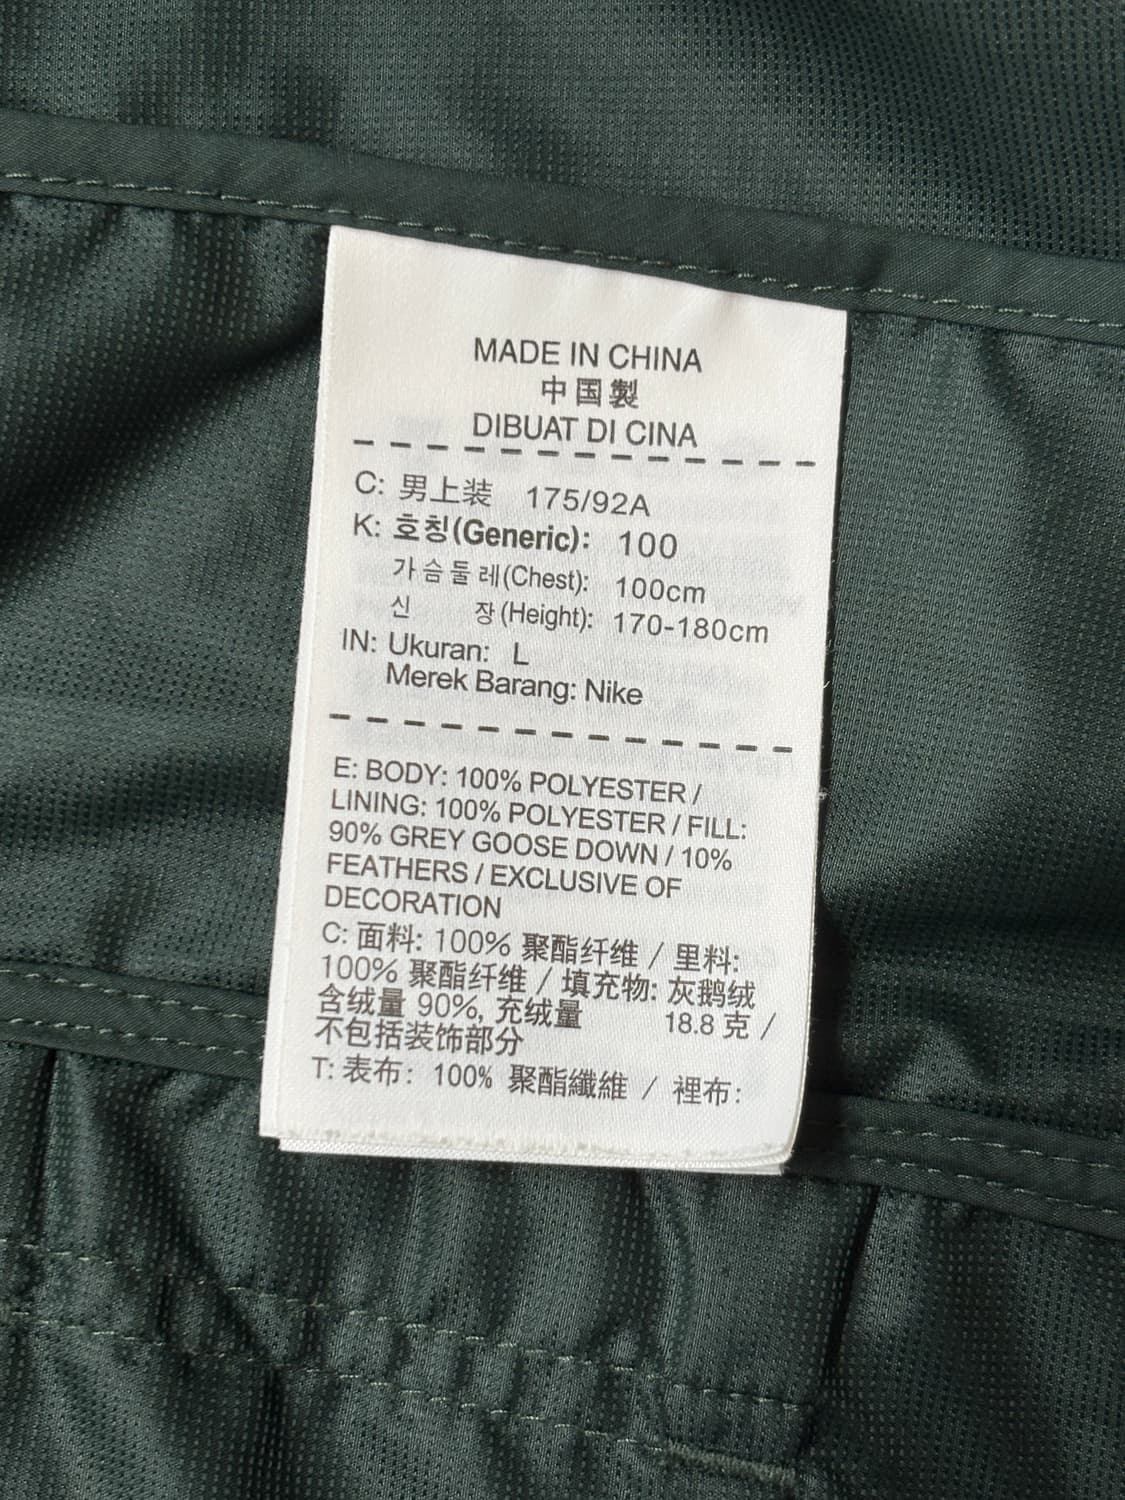 MADE IN CHINA
中国製
DIBUAT DI CINA
C: 男上装 175/92A
K: 호칭(Generic): 100
가슴둘레(Chest): 100cm
신 장(Height): 170-180cm
IN: Ukuran: L
Merek Barang: Nike
E: BODY: 100% POLYESTER /
LINING: 100% POLYESTER / FILL:
90% GREY GOOSE DOWN / 10%
FEATHERS / EXCLUSIVE OF
DECORATION
C: 面料: 100% 聚酯纤维 / 里料:
100% 聚酯纤维 / 填充物: 灰鹅绒
含绒量 90%, 充绒量 18.8 克 /
不包括装饰部分
T: 表布: 100% 聚酯纖維 / 裡布: